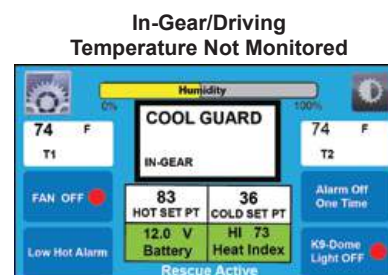 In-Gear/Driving
Temperature Not Monitored
Humidity
0%
100%
74 F
T1
COOL GUARD
IN-GEAR
74 F
T2
FAN OFF
83
HOT SET PT
36
COLD SET PT
Alarm Off
One Time
Low Hot Alarm
12.0 V
Battery
HI 73
Heat Index
K9-Dome
Light OFF
Rescue Active